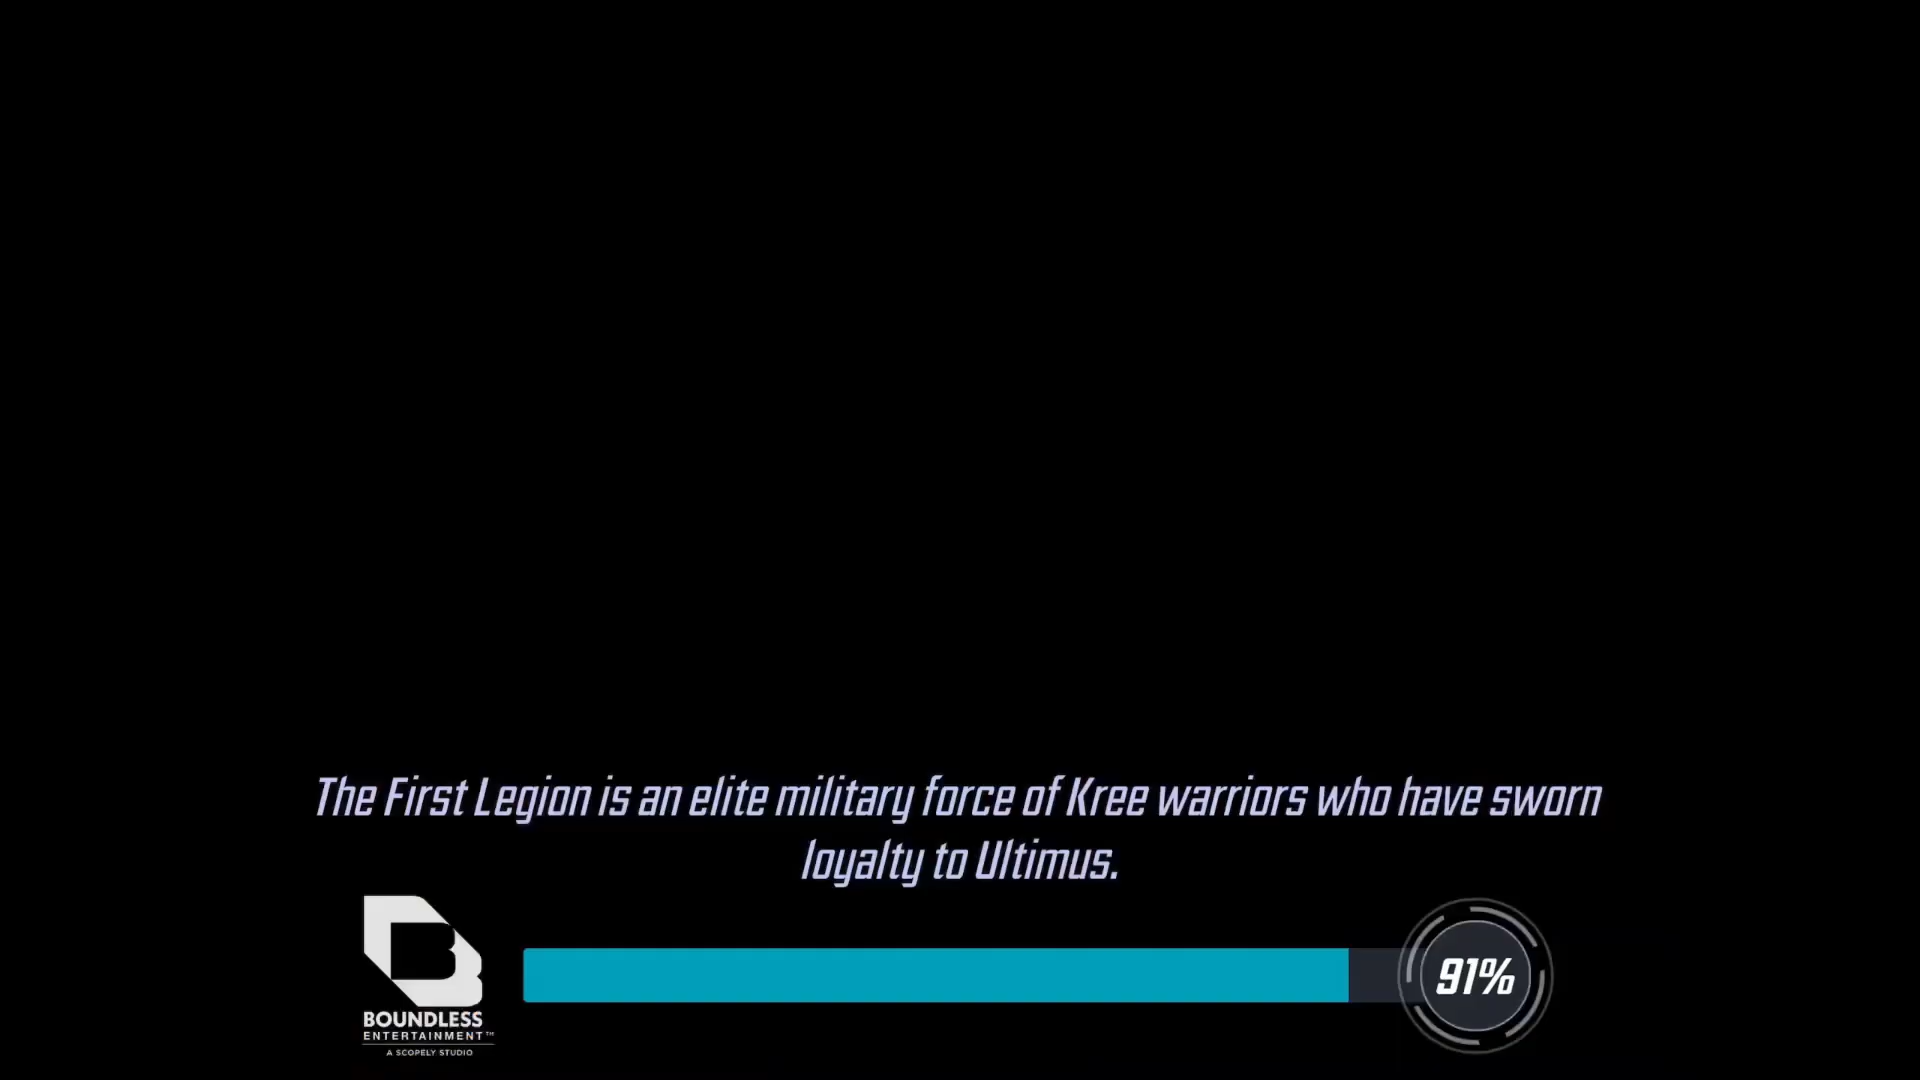 The First Legion is an elite military force of Kree warriors who have sworn
loyalty to Ultimus.
91%
BOUNDLESS
ENTERTAINMENT™
A SCOPELY STUDIO